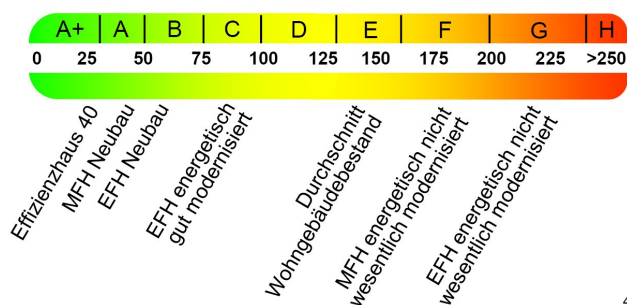 A+ A B C D E F G H
0 25 50 75 100 125 150 175 200 225 >250
Effizienzhaus 40
MFH Neubau
EFH Neubau
EFH energetisch
gut modernisiert
Durchschnitt
Wohngebäudebestand
MFH energetisch nicht
wesentlich modernisiert
EFH energetisch nicht
wesentlich modernisiert